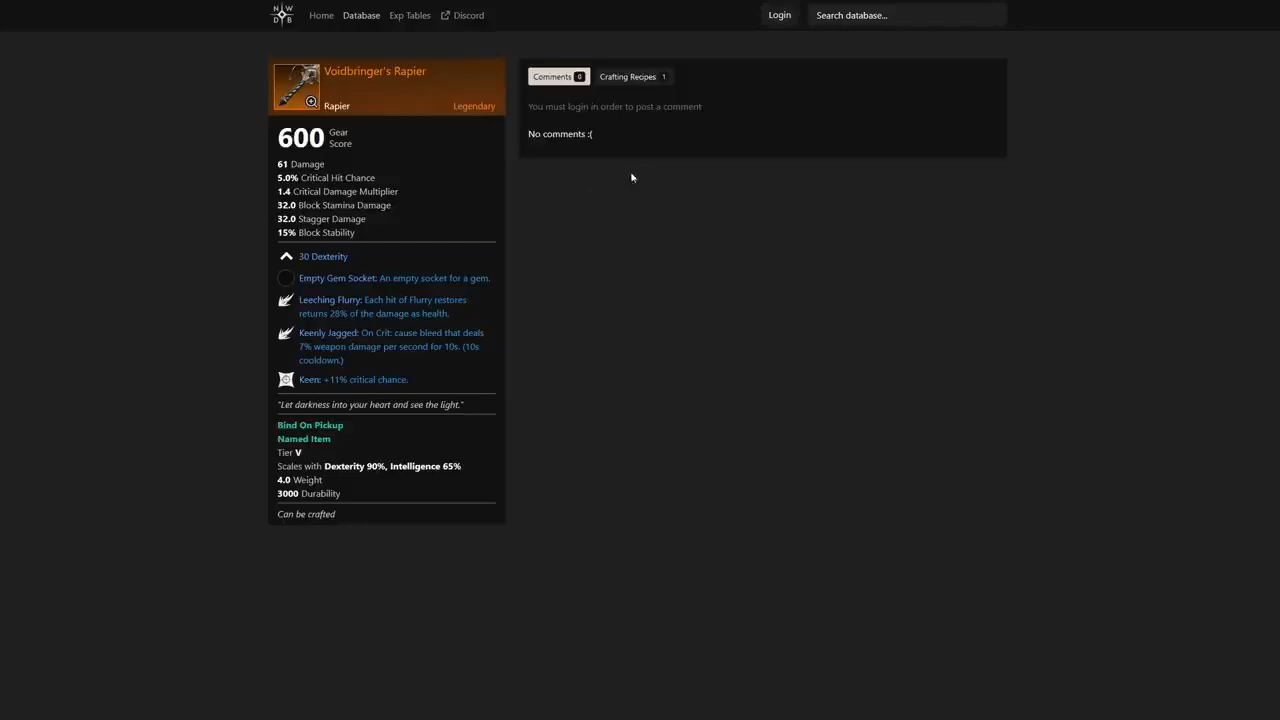 N W
D B
Home Database Exp Tables Discord Login Search database...
Voidbringer's Rapier
Rapier Legendary
600 Gear Score
61 Damage
5.0% Critical Hit Chance
1.4 Critical Damage Multiplier
32.0 Block Stamina Damage
32.0 Stagger Damage
15% Block Stability
30 Dexterity
Empty Gem Socket: An empty socket for a gem.
Leeching Flurry: Each hit of Flurry restores
returns 28% of the damage as health.
Keenly Jagged: On Crit: cause bleed that deals
7% weapon damage per second for 10s. (10s
cooldown.)
Keen: +11% critical chance.
"Let darkness into your heart and see the light."
Bind On Pickup
Named Item
Tier V
Scales with Dexterity 90%, Intelligence 65%
4.0 Weight
3000 Durability
Can be crafted
Comments 0 Crafting Recipes 1
You must login in order to post a comment
No comments :(